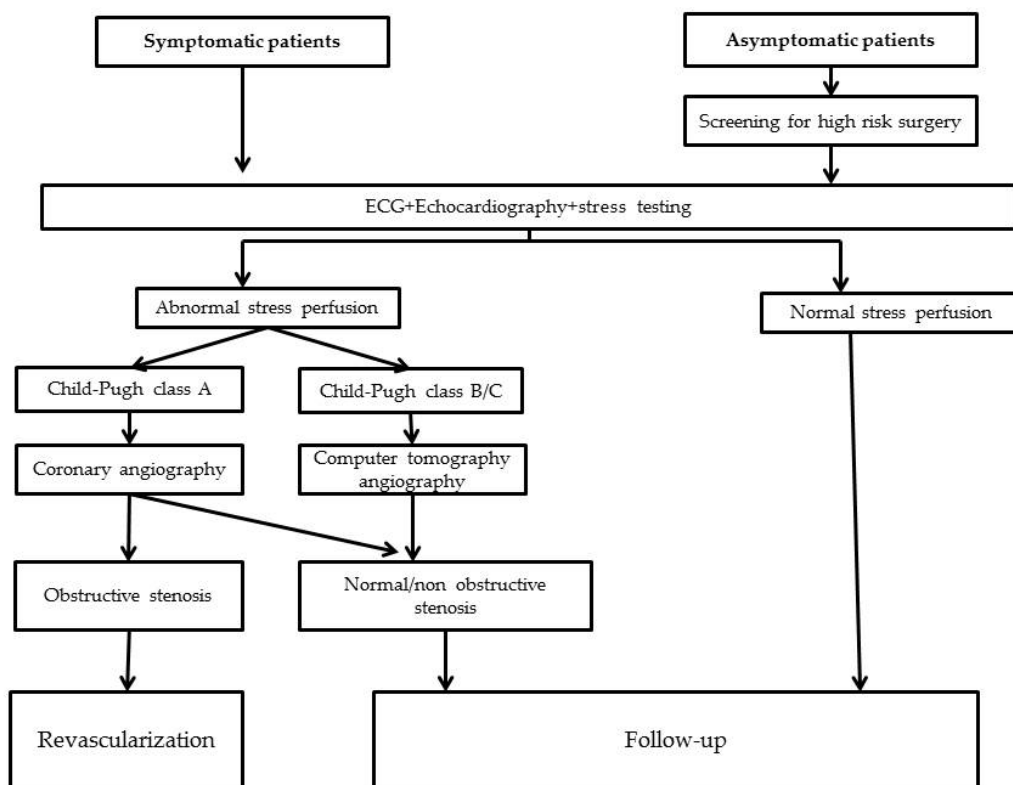 Symptomatic patients
Asymptomatic patients
Screening for high risk surgery
ECG+Echocardiography+stress testing
Abnormal stress perfusion
Normal stress perfusion
Child-Pugh class A
Child-Pugh class B/C
Coronary angiography
Computer tomography
angiography
Obstructive stenosis
Normal/non obstructive
stenosis
Revascularization
Follow-up